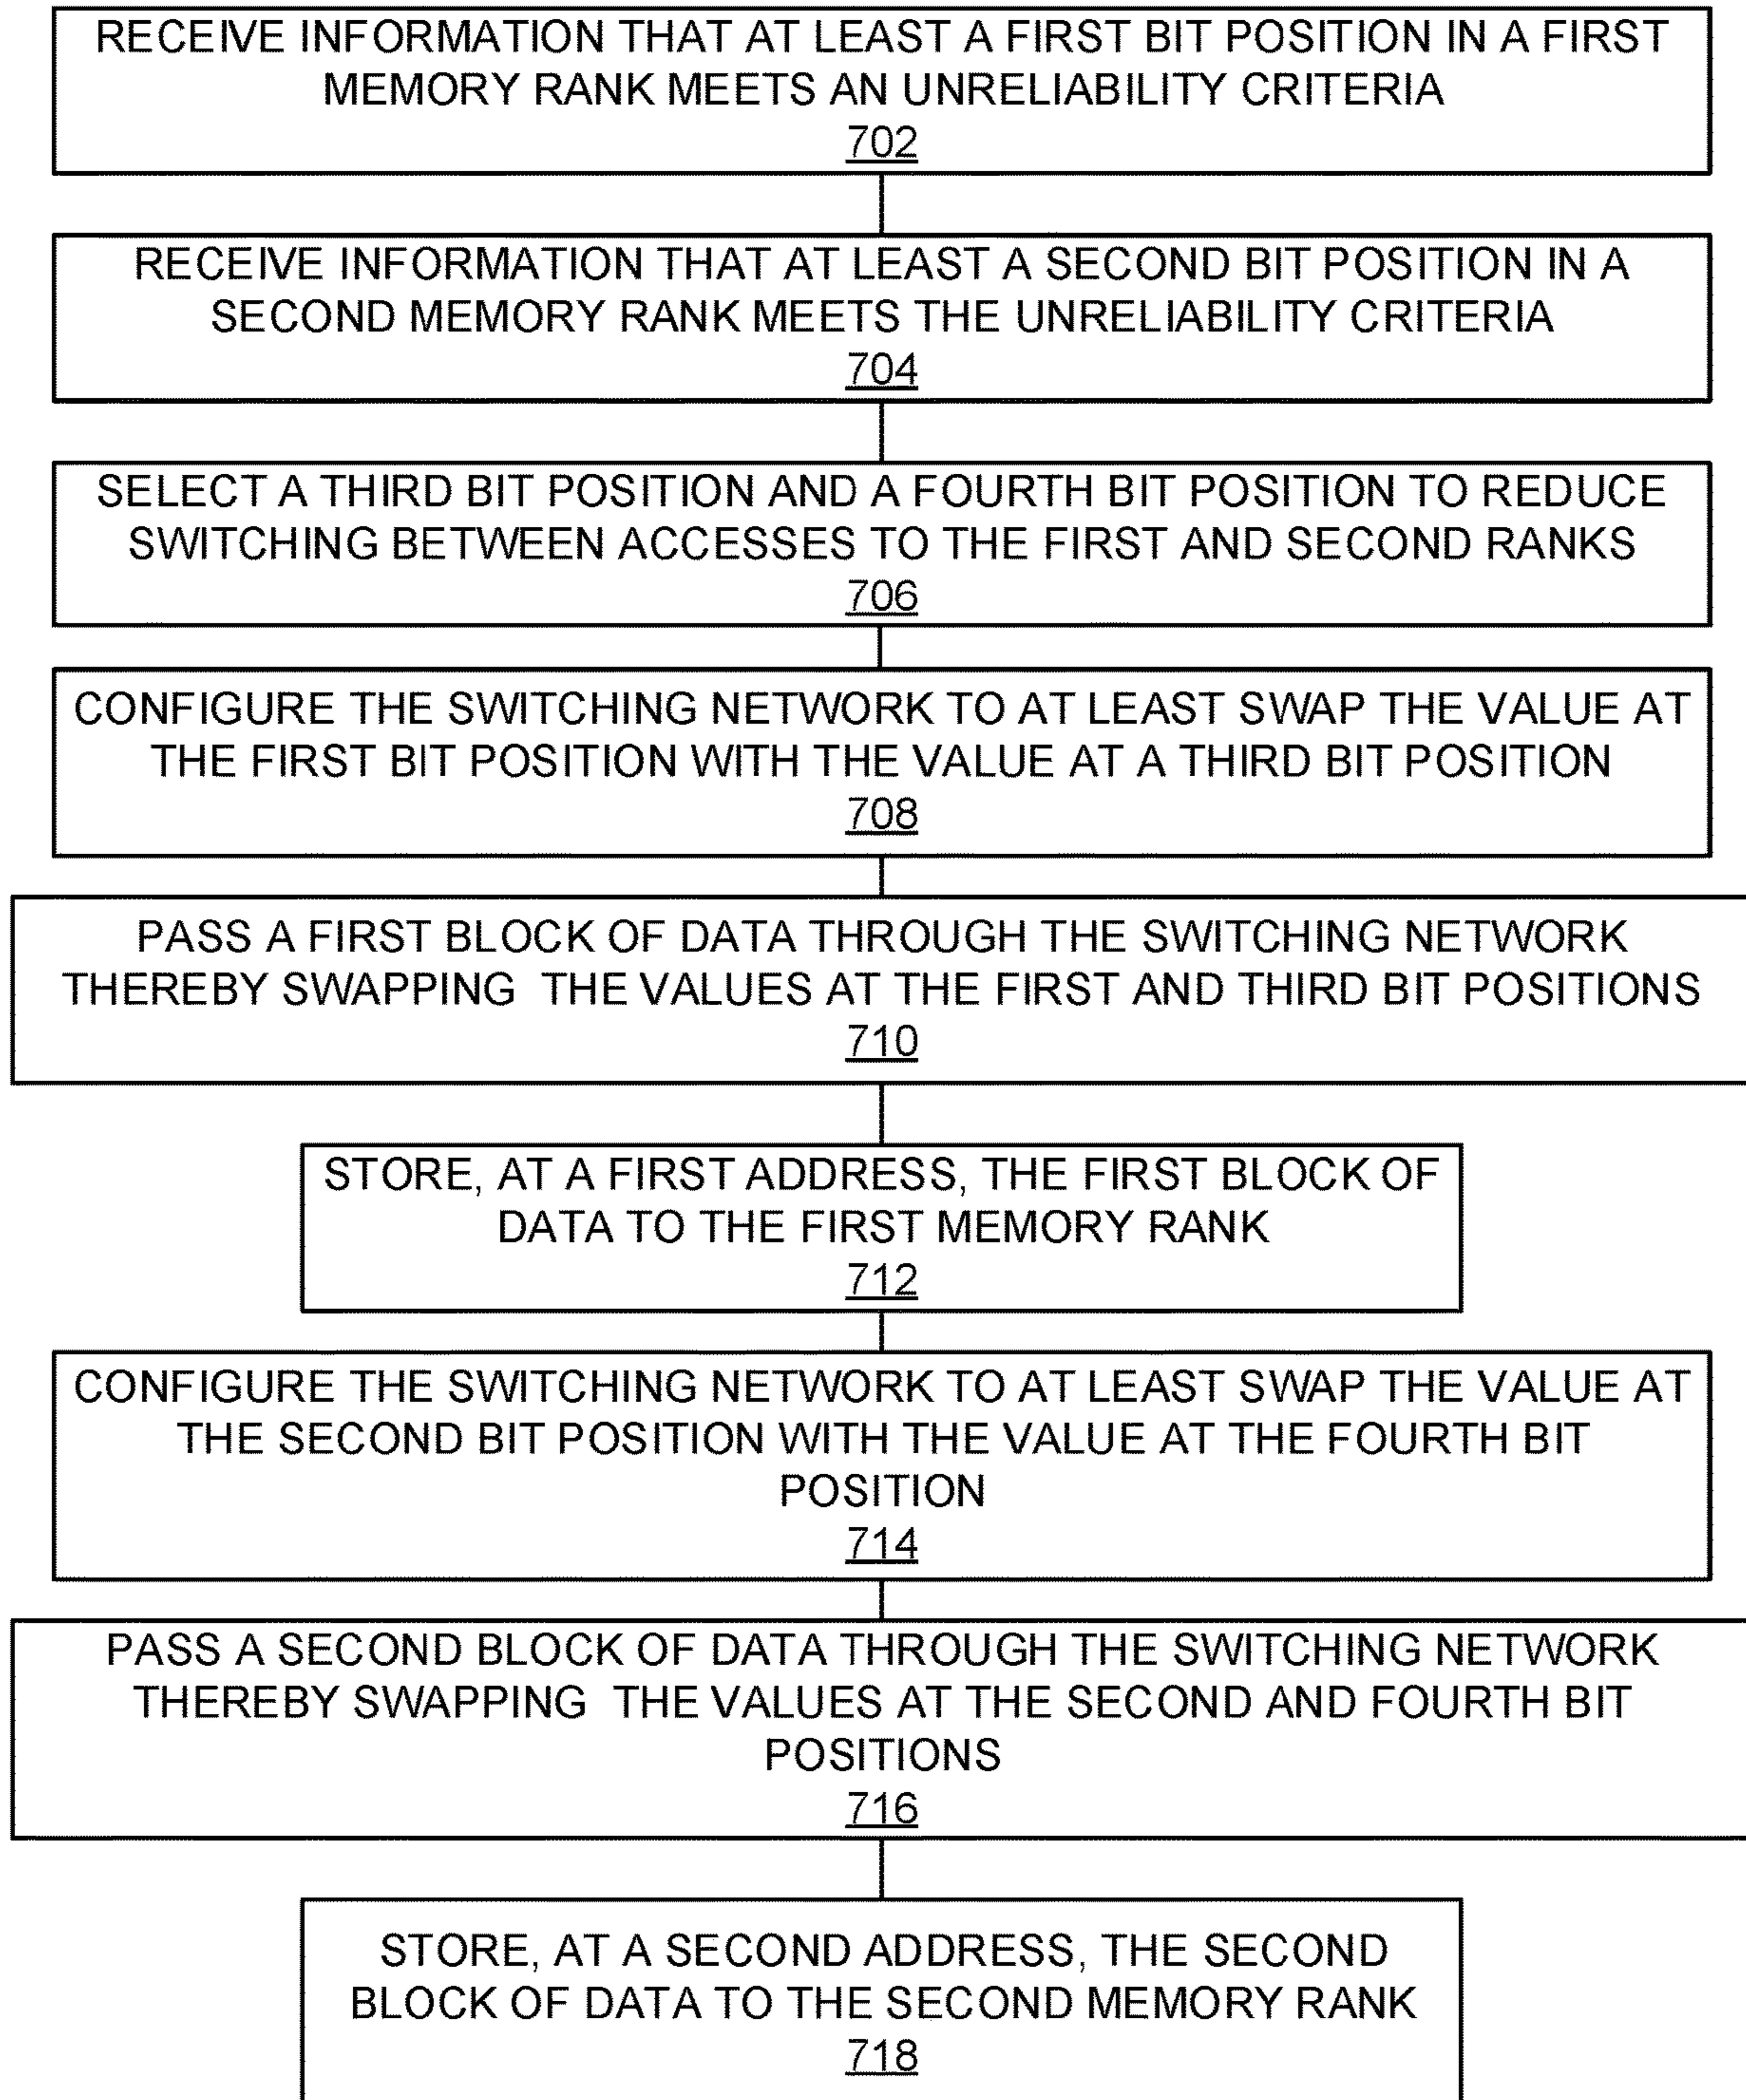 RECEIVE INFORMATION THAT AT LEAST A FIRST BIT POSITION IN A FIRST
MEMORY RANK MEETS AN UNRELIABILITY CRITERIA
702
RECEIVE INFORMATION THAT AT LEAST A SECOND BIT POSITION IN A
SECOND MEMORY RANK MEETS THE UNRELIABILITY CRITERIA
704
SELECT A THIRD BIT POSITION AND A FOURTH BIT POSITION TO REDUCE
SWITCHING BETWEEN ACCESSES TO THE FIRST AND SECOND RANKS
706
CONFIGURE THE SWITCHING NETWORK TO AT LEAST SWAP THE VALUE AT
THE FIRST BIT POSITION WITH THE VALUE AT A THIRD BIT POSITION
708
PASS A FIRST BLOCK OF DATA THROUGH THE SWITCHING NETWORK
THEREBY SWAPPING THE VALUES AT THE FIRST AND THIRD BIT POSITIONS
710
STORE, AT A FIRST ADDRESS, THE FIRST BLOCK OF
DATA TO THE FIRST MEMORY RANK
712
CONFIGURE THE SWITCHING NETWORK TO AT LEAST SWAP THE VALUE AT
THE SECOND BIT POSITION WITH THE VALUE AT THE FOURTH BIT
POSITION
714
PASS A SECOND BLOCK OF DATA THROUGH THE SWITCHING NETWORK
THEREBY SWAPPING THE VALUES AT THE SECOND AND FOURTH BIT
POSITIONS
716
STORE, AT A SECOND ADDRESS, THE SECOND
BLOCK OF DATA TO THE SECOND MEMORY RANK
718